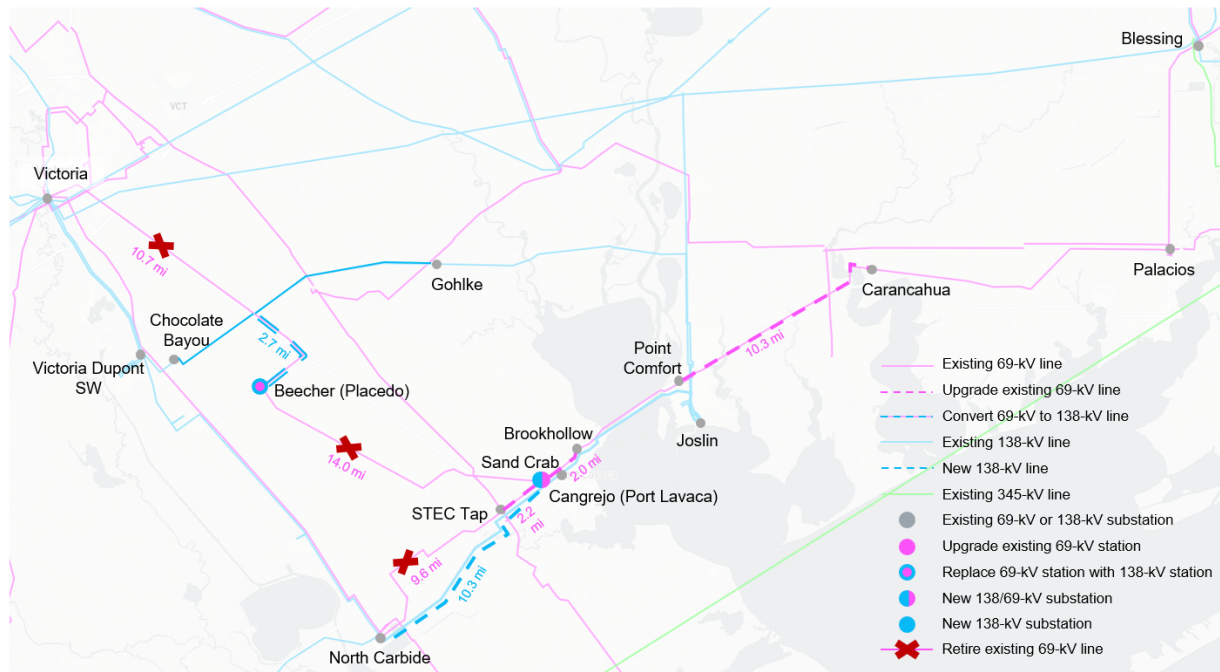 Blessing
VCT
Victoria
10.7 mi
Gohlke
Palacios
Carancahua
Chocolate
Bayou
2.7 mi
Victoria Dupont
SW
Beecher (Placedo)
Point
Comfort
10.3 mi
Joslin
Brookhollow
14.0 mi
Sand Crab
2.0 mi
Cangrejo (Port Lavaca)
STEC Tap
2.2
mi
9.6 mi
10.3 mi
North Carbide
Existing 69-kV line
Upgrade existing 69-kV line
Convert 69-kV to 138-kV line
Existing 138-kV line
New 138-kV line
Existing 345-kV line
Existing 69-kV or 138-kV substation
Upgrade existing 69-kV station
Replace 69-kV station with 138-kV station
New 138/69-kV substation
New 138-kV substation
Retire existing 69-kV line